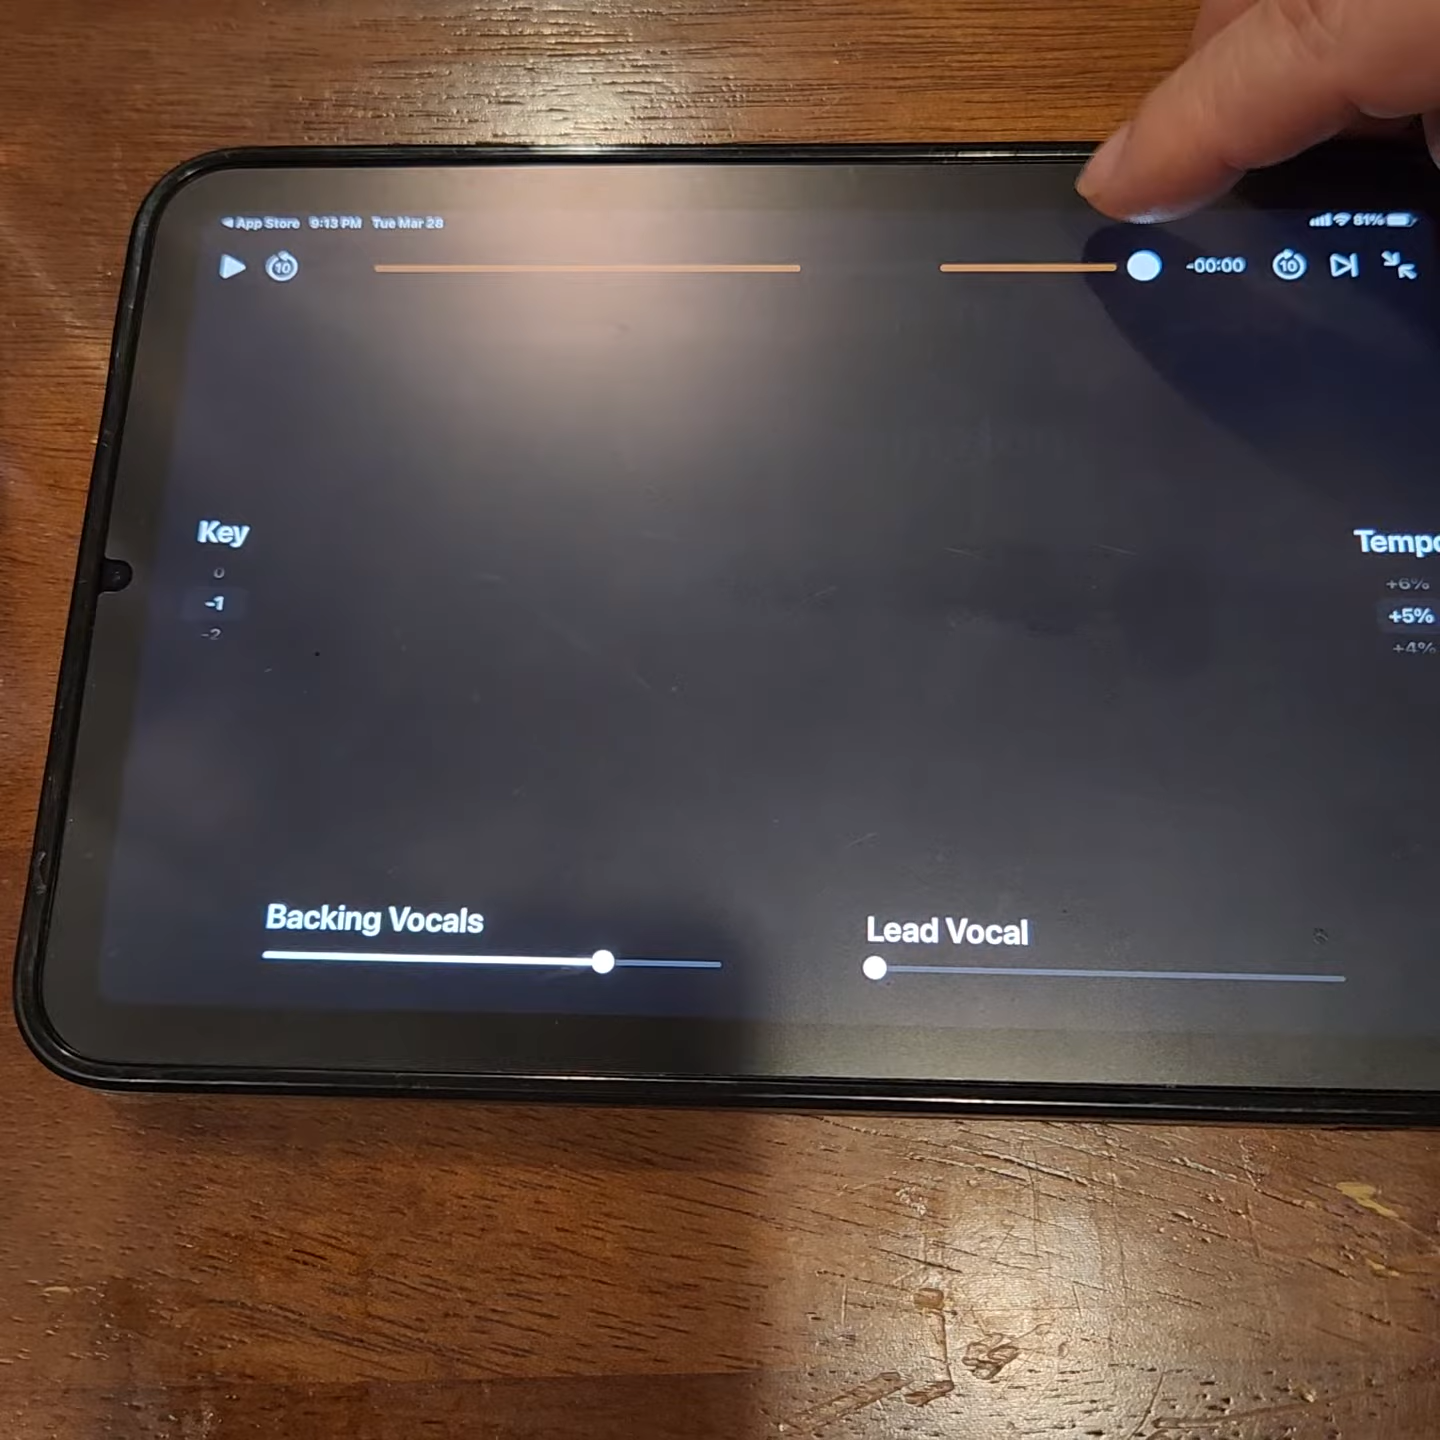 App Store 9:13 PM Tue Mar 28 81%
10 -00:00 10
Key
0
-1
-2
Tempo
+6%
+5%
+4%
Backing Vocals
Lead Vocal